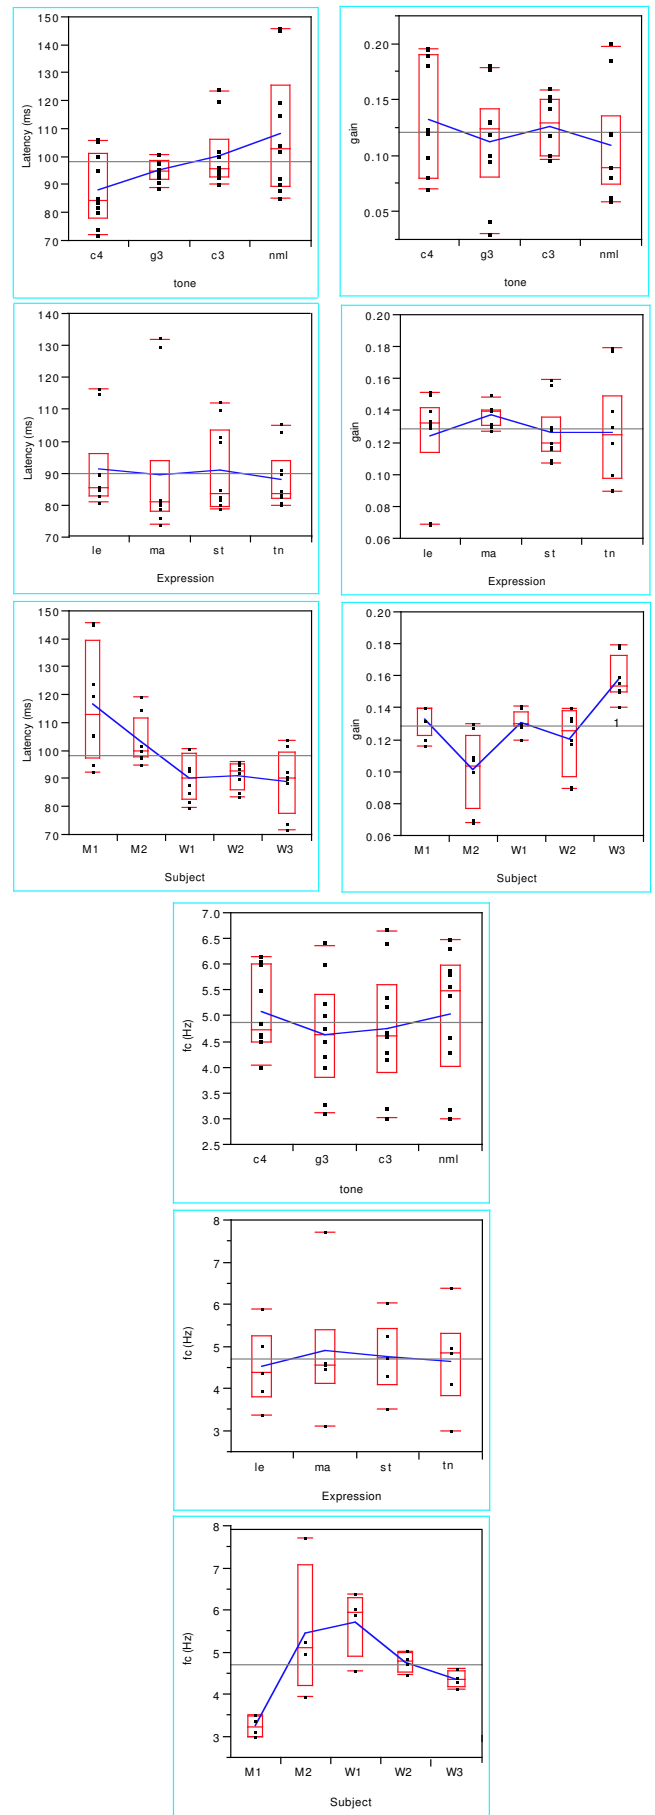 150
140
130
120
110
100
90
80
70
Latency (ms)
c4 g3 c3 nml
tone
0.20
0.15
0.10
0.05
gain
c4 g3 c3 nml
tone
140
130
120
110
100
90
80
70
60
Latency (ms)
le ma st tn
Expression
0.20
0.18
0.16
0.14
0.12
0.10
0.08
0.06
gain
le ma st tn
Expression
150
140
130
120
110
100
90
80
70
Latency (ms)
M1 M2 W1 W2 W3
Subject
0.20
0.18
0.16
0.14
0.12
0.10
0.08
0.06
gain
1
M1 M2 W1 W2 W3
Subject
7.0
6.5
6.0
5.5
5.0
4.5
4.0
3.5
3.0
2.5
fc (Hz)
c4 g3 c3 nml
tone
8
7
6
5
4
3
fc (Hz)
le ma st tn
Expression
8
7
6
5
4
3
fc (Hz)
M1 M2 W1 W2 W3
Subject